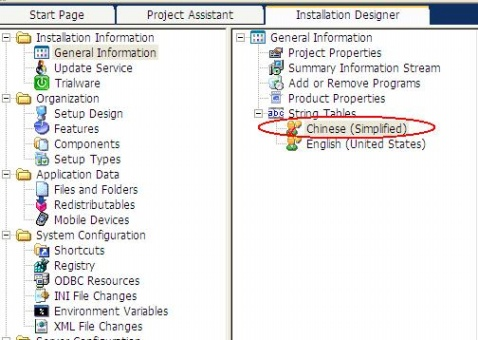 Start Page
Project Assistant
Installation Designer
Installation Information
General Information
Update Service
Trialware
Organization
Setup Design
Features
Components
Setup Types
Application Data
Files and Folders
Redistributables
Mobile Devices
System Configuration
Shortcuts
Registry
ODBC Resources
INI File Changes
Environment Variables
XML File Changes
Server Configuration
General Information
Project Properties
Summary Information Stream
Add or Remove Programs
Product Properties
abc String Tables
Chinese (Simplified)
English (United States)